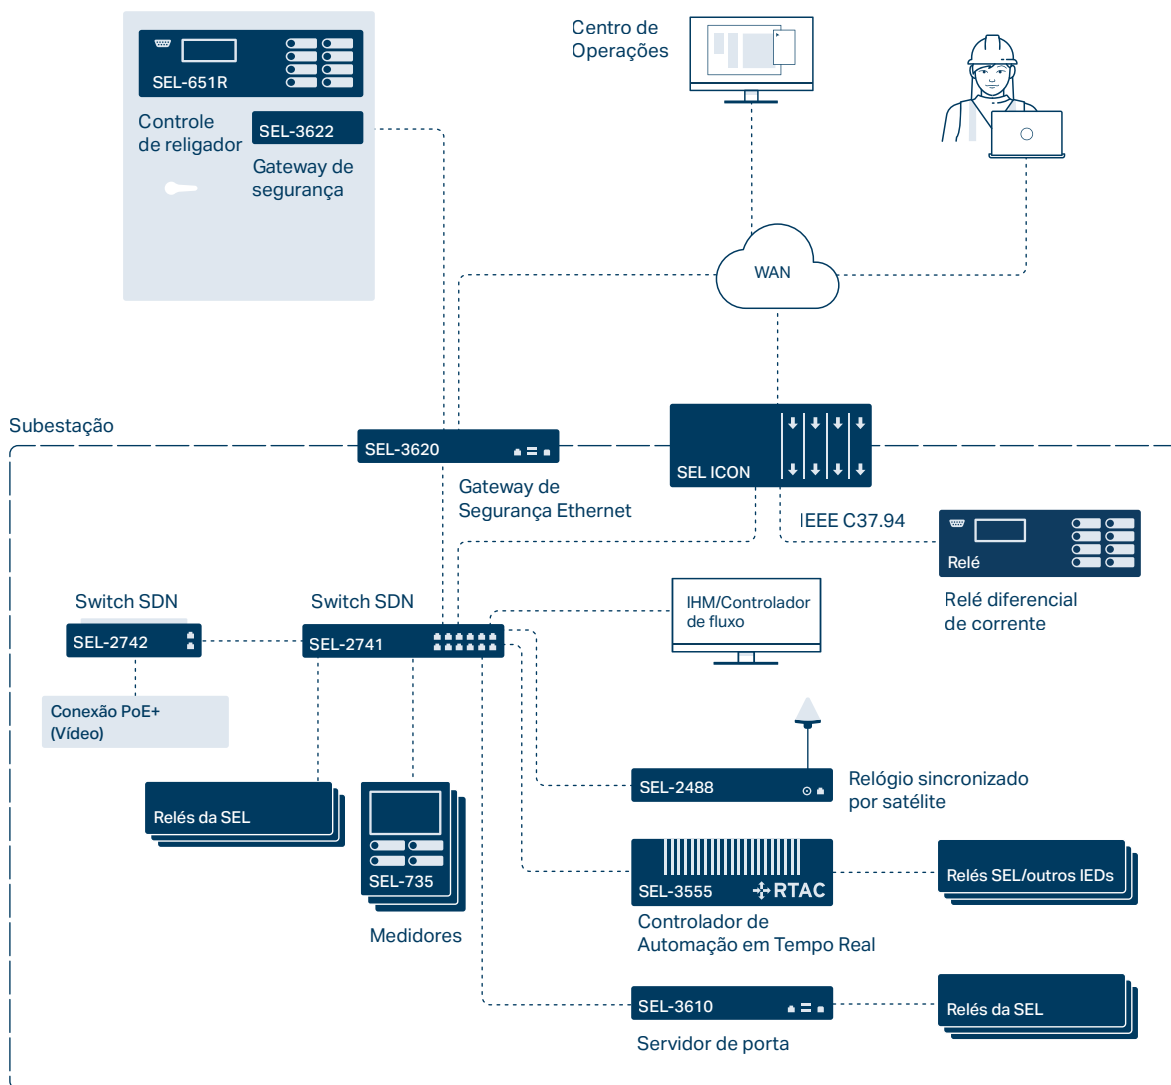 SEL-651R
Controle
de religador
SEL-3622
Gateway de
segurança
Centro de
Operações
WAN
Subestação
SEL-3620
Gateway de
Segurança Ethernet
SEL ICON
IEEE C37.94
Relé
Relé diferencial
de corrente
Switch SDN
SEL-2742
Conexão PoE+
(Vídeo)
Switch SDN
SEL-2741
IHM/Controlador
de fluxo
Relés da SEL
SEL-735
Medidores
SEL-2488
Relógio sincronizado
por satélite
SEL-3555
RTAC
Controlador de
Automação em Tempo Real
Relés SEL/outros IEDs
SEL-3610
Servidor de porta
Relés da SEL